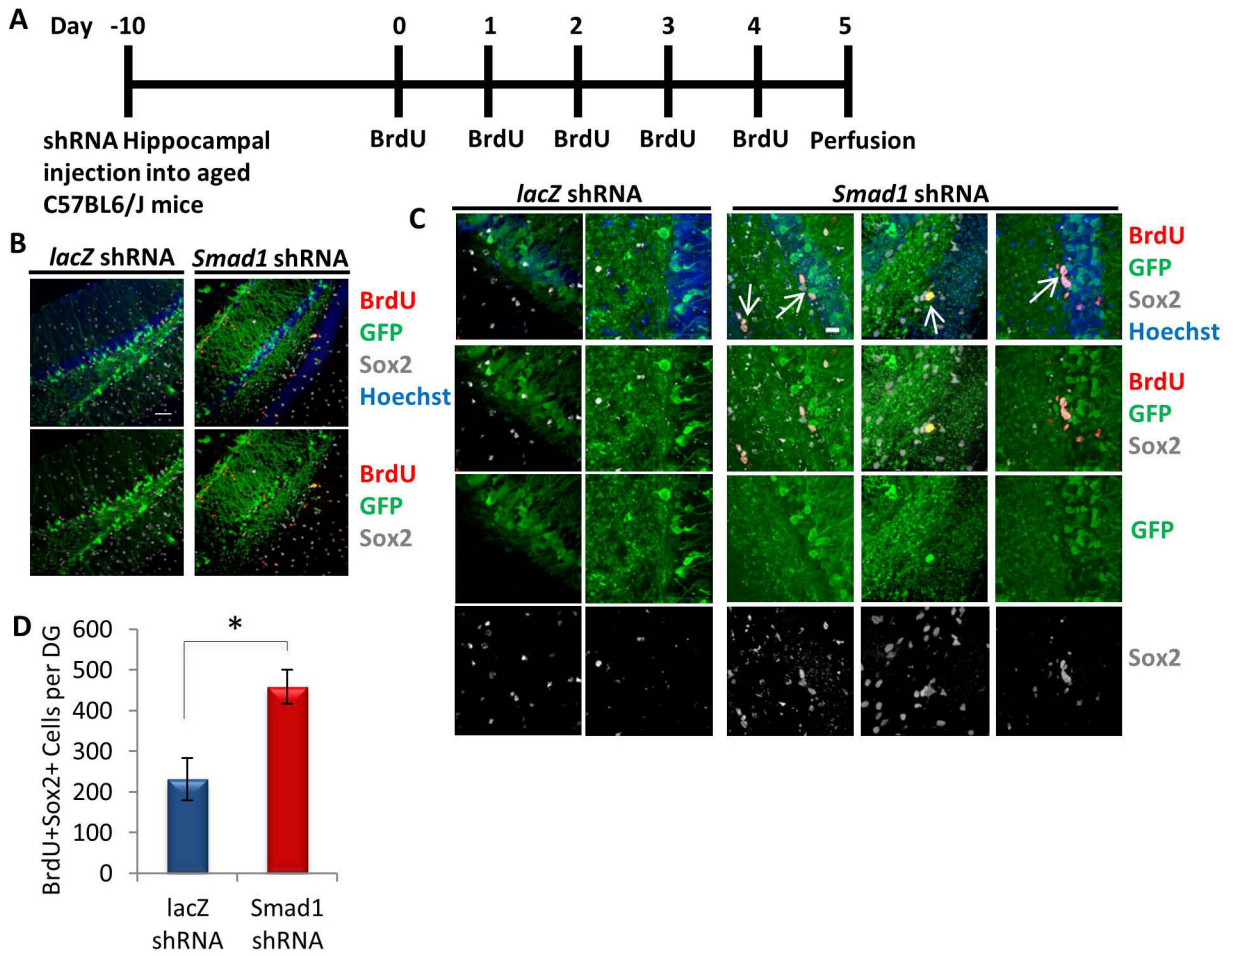 A
Day -10 0 1 2 3 4 5
shRNA Hippocampal
injection into aged
C57BL6/J mice
BrdU BrdU BrdU BrdU BrdU Perfusion
B
lacZ shRNA Smad1 shRNA
BrdU
GFP
Sox2
Hoechst
BrdU
GFP
Sox2
C
lacZ shRNA Smad1 shRNA
BrdU
GFP
Sox2
Hoechst
BrdU
GFP
Sox2
GFP
Sox2
D
BrdU+Sox2+ Cells per DG
600
500
400
300
200
100
0
*
lacZ
shRNA
Smad1
shRNA